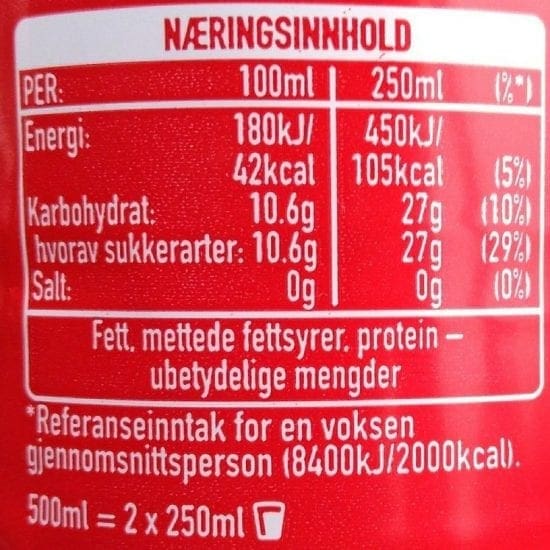 NÆRINGSINNHOLD
PER: 100ml 250ml (%*)
Energi: 180kJ/ 450kJ/
42kcal 105kcal (5%)
Karbohydrat: 10.6g 27g (10%)
hvorav sukkerarter: 10.6g 27g (29%)
Salt: 0g 0g (0%)
Fett, mettede fettsyrer, protein –
ubetydelige mengder
*Referanseinntak for en voksen
gjennomsnittsperson (8400kJ/2000kcal).
500ml = 2 x 250ml